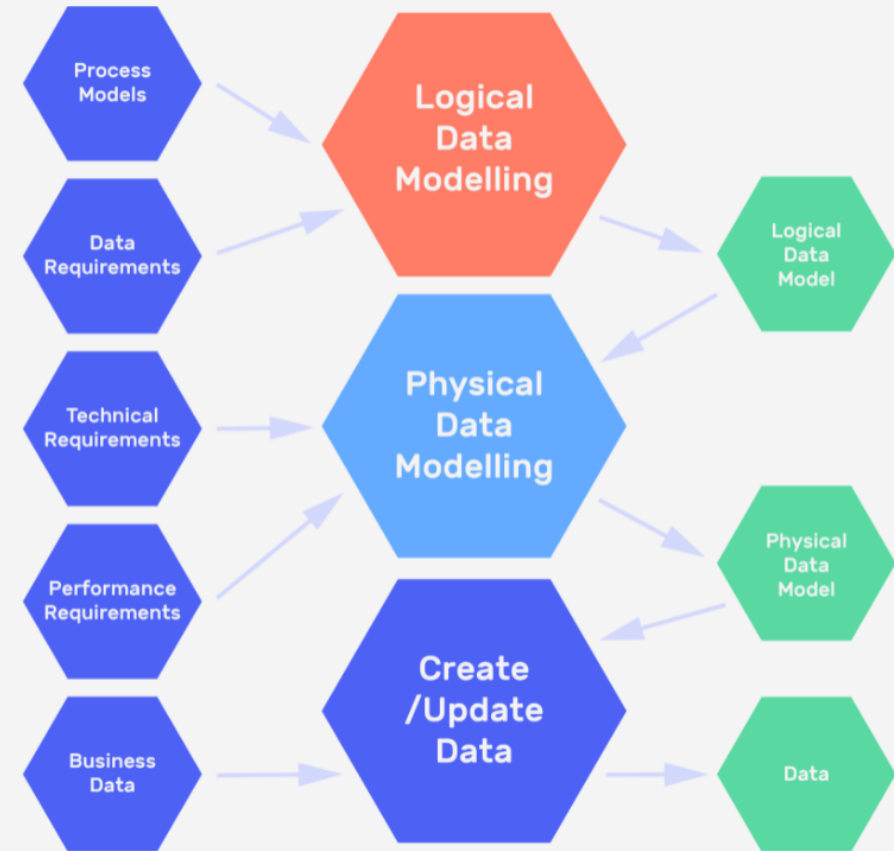 Process
Models
Logical
Data
Modelling
Data
Requirements
Logical
Data
Model
Technical
Requirements
Physical
Data
Modelling
Performance
Requirements
Physical
Data
Model
Create
/Update
Data
Business
Data
Data